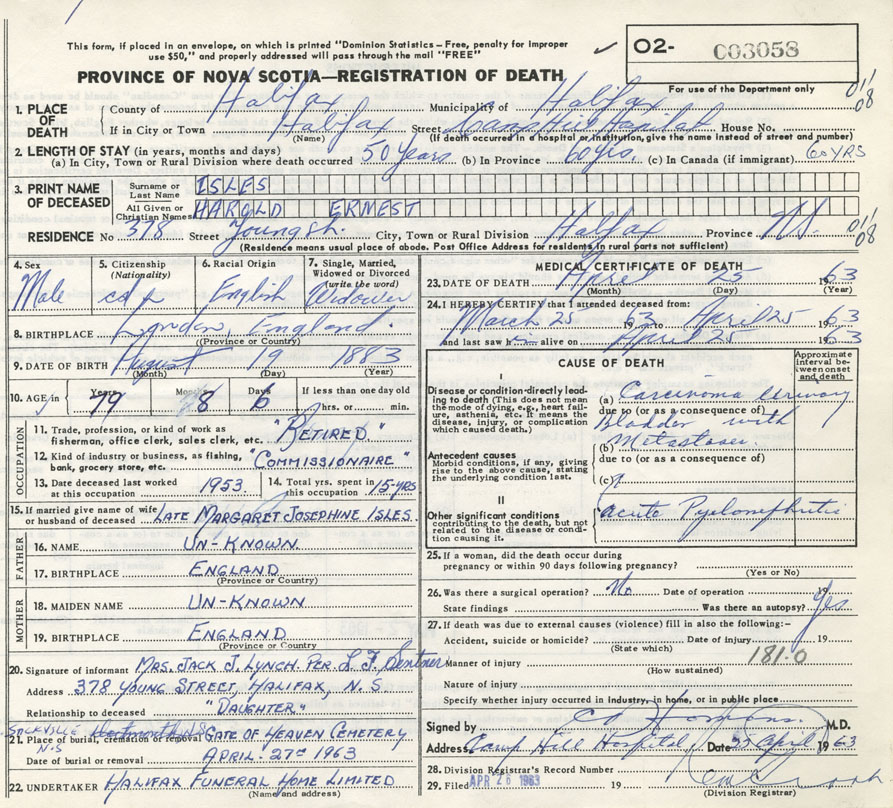 This form, if placed in an envelope, on which is printed "Dominion Statistics – Free, penalty for improper
use $50," and properly addressed will pass through the mail "FREE"
✓ O2- 003058
PROVINCE OF NOVA SCOTIA—REGISTRATION OF DEATH
For use of the Department only
1. PLACE OF DEATH County of Halifax Municipality of Halifax 011/08
If in City or Town Halifax Street Camp Hill Hospital House No.
(Name) (If death occurred in a hospital or institution, give the name instead of street and number)
2. LENGTH OF STAY (in years, months and days)
(a) In City, Town or Rural Division where death occurred 50 Years (b) In Province 60 yrs. (c) In Canada (if immigrant) 60 YRS
3. PRINT NAME OF DECEASED Surname or Last Name ISLES
All Given or Christian Names HAROLD ERNEST
RESIDENCE No 378 Street Young St. City, Town or Rural Division Halifax Province N.S. 011/08
(Residence means usual place of abode. Post Office Address for residents in rural parts not sufficient)
4. Sex Male
5. Citizenship (Nationality)
6. Racial Origin English
7. Single, Married, Widowed or Divorced (write the word) Widower
8. BIRTHPLACE London, England.
(Province or Country)
9. DATE OF BIRTH August 19 1883
(Month) (Day) (Year)
10. AGE in Years 79 Months 8 Days 6 If less than one day old
hrs. or min.
OCCUPATION
11. Trade, profession, or kind of work as
fisherman, office clerk, sales clerk, etc. "RETIRED"
12. Kind of industry or business, as fishing,
bank, grocery store, etc. "COMMISSIONAIRE"
13. Date deceased last worked
at this occupation 1953.
14. Total yrs. spent in
this occupation 15-YRS
15. If married give name of wife
or husband of deceased LATE MARGARET JOSEPHINE ISLES.
FATHER
16. NAME UN-KNOWN.
17. BIRTHPLACE ENGLAND
(Province or Country)
MOTHER
18. MAIDEN NAME UN-KNOWN
19. BIRTHPLACE ENGLAND
(Province or Country
20. Signature of informant MRS. JACK J. LYNCH. PER L F Dentner
Address 378 YOUNG STREET, HALIFAX, N. S
Relationship to deceased "DAUGHTER"
SACKVILLE N.S
21. Place of burial, cremation or removal GATE OF HEAVEN CEMETERY
Date of burial or removal APRIL-27th 1963
22. UNDERTAKER HALIFAX FUNERAL HOME LIMITED
(Name and address)
MEDICAL CERTIFICATE OF DEATH
23. DATE OF DEATH April 25 1963
(Month) (Day) (Year)
24. I HEREBY CERTIFY that I attended deceased from:
March 25 1963 to April 25 1963
and last saw him alive on April 25 1963
CAUSE OF DEATH
Approximate interval between onset and death
I
Disease or condition directly leading to death (This does not mean the mode of dying, e.g., heart failure, asthenia, etc. It means the disease, injury, or complication which caused death.)
(a) Carcinoma Urinary
due to (or as a consequence of)
Bladder with
(b) Metastases
due to (or as a consequence of)
(c)
Antecedent causes
Morbid conditions, if any, giving rise to the above cause, stating the underlying condition last.
II
Other significant conditions
contributing to the death, but not related to the disease or condition causing it.
acute Pyelonephritis
25. If a woman, did the death occur during
pregnancy or within 90 days following pregnancy?
(Yes or No)
26. Was there a surgical operation? No Date of operation 19
State findings Was there an autopsy? Yes
27. If death was due to external causes (violence) fill in also the following:—
Accident, suicide or homicide? Date of injury 19
(State which)
Manner of injury 181.0
(How sustained)
Nature of injury
Specify whether injury occurred in Industry, in home, or in public place
Signed by M.D.
Address Camp Hill Hospital Date April 1963
28. Division Registrar's Record Number
29. Filed APR 26 1963 19
(Division Registrar)